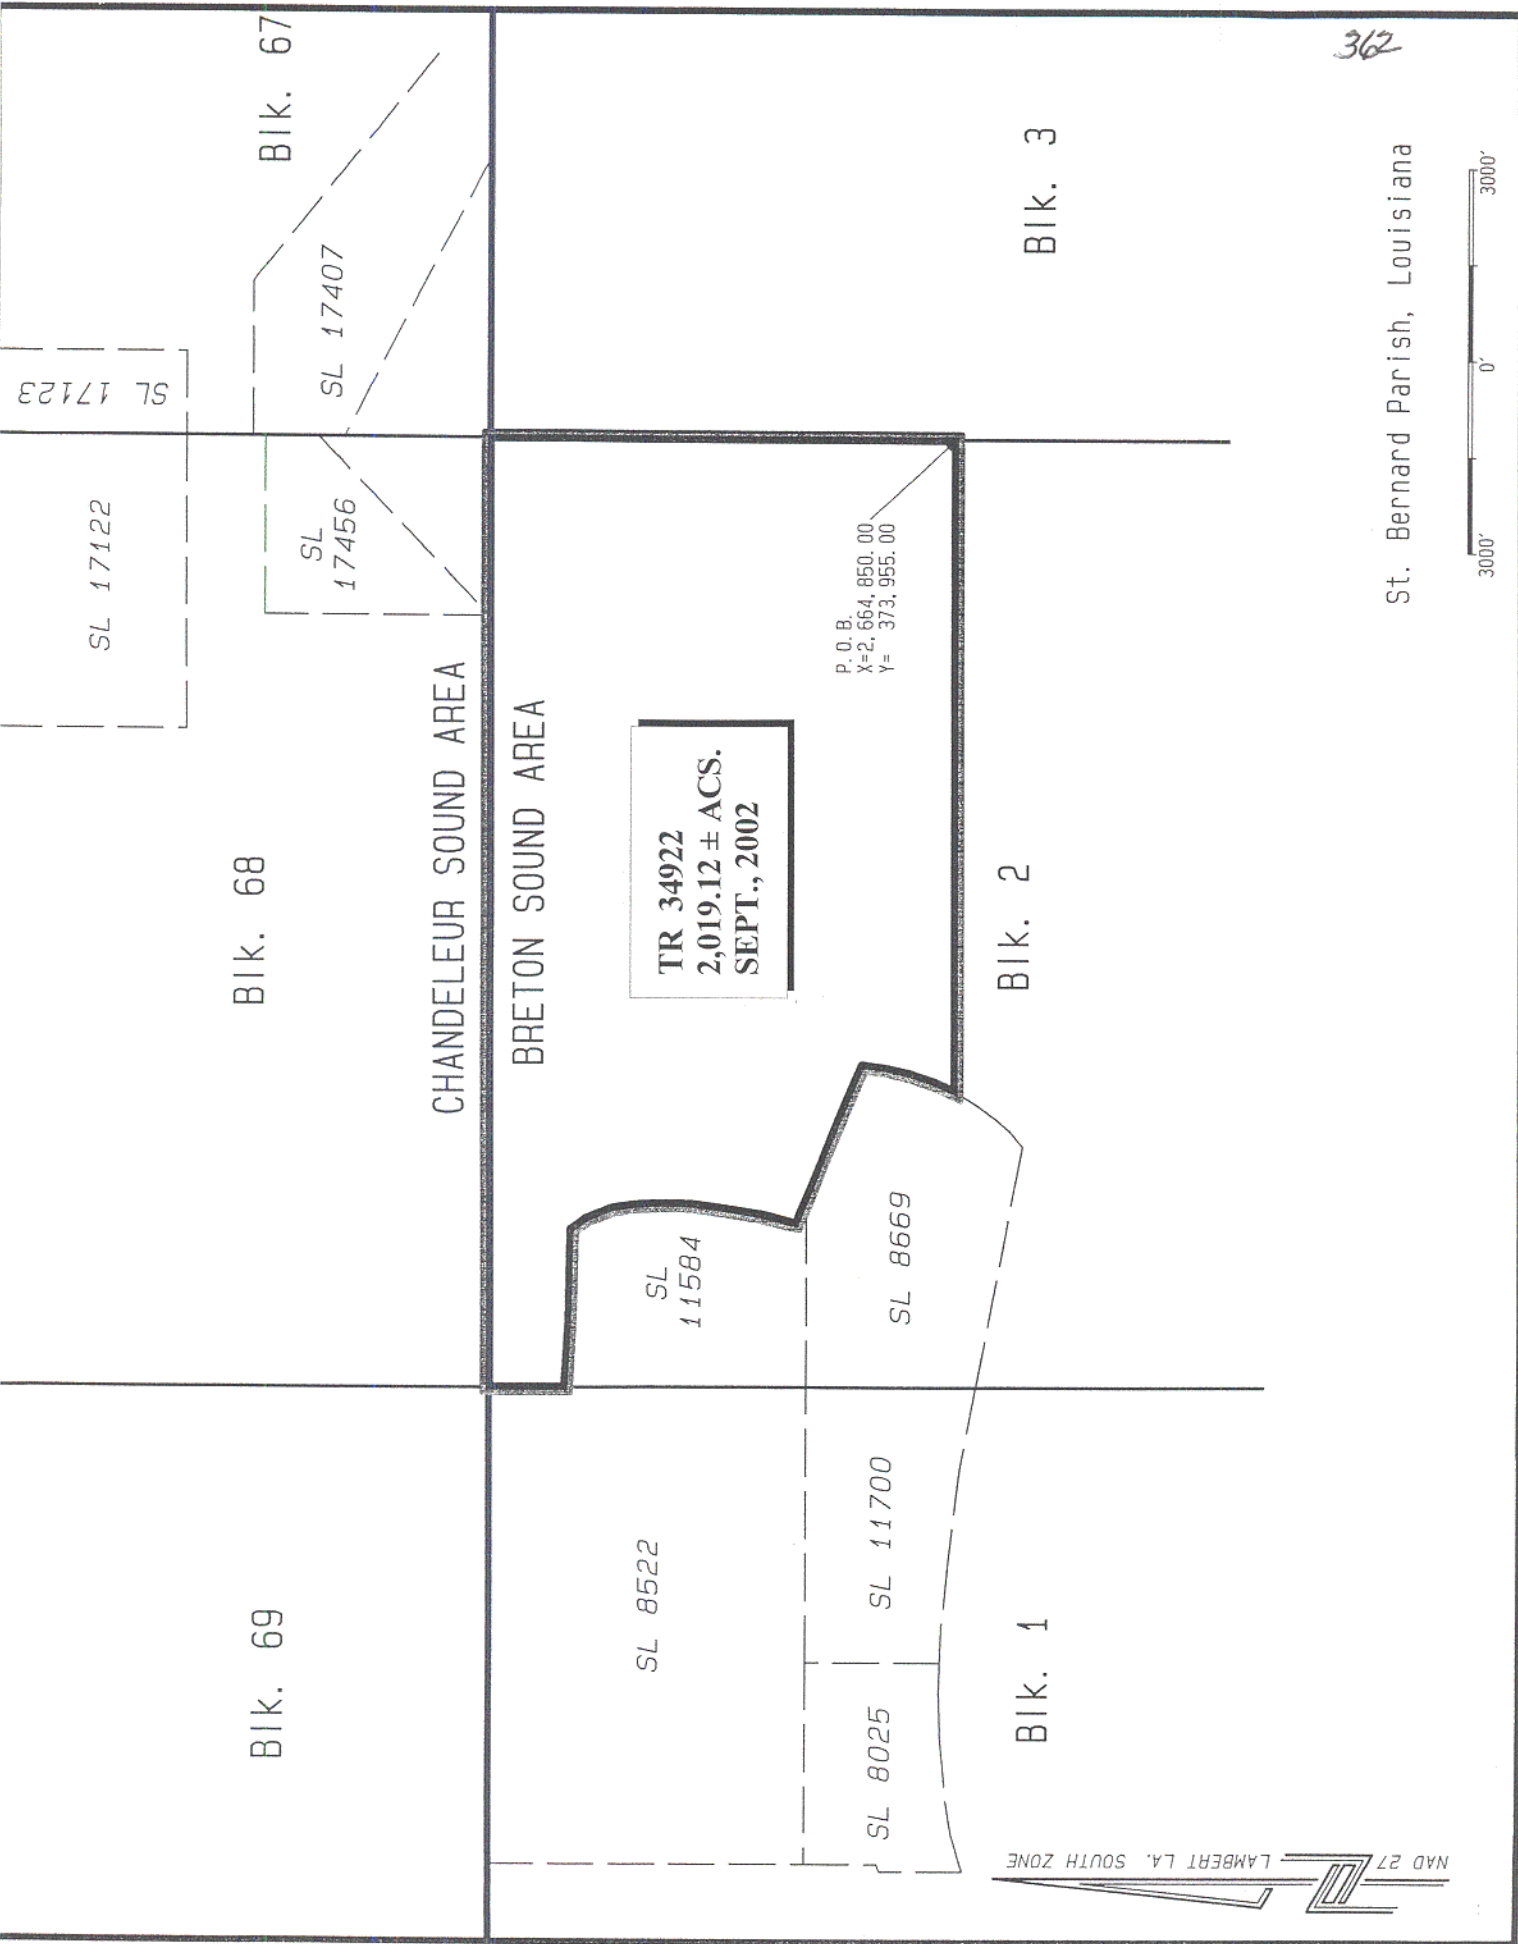 362
Blk. 69
Blk. 68
Blk. 67
SL 17122
SL 17123
SL
17456
SL 17407
CHANDELEUR SOUND AREA
BRETON SOUND AREA
SL 8522
SL
11584
TR 34922
2,019.12 ± ACS.
SEPT., 2002
P.O.B.
X=2,664,850.00
Y= 373,955.00
SL 8025
SL 11700
SL 8669
Blk. 1
Blk. 2
Blk. 3
NAD 27
LAMBERT LA. SOUTH ZONE
St. Bernard Parish, Louisiana
3000' 0' 3000'